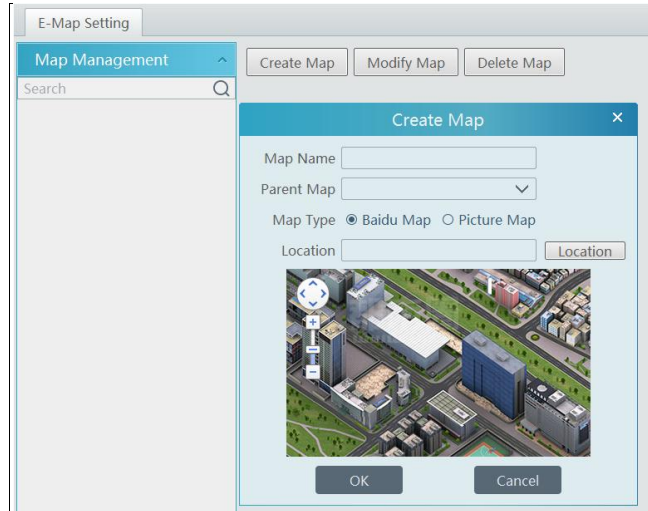 E-Map Setting
Map Management
Create Map Modify Map Delete Map
Search
Create Map
Map Name
Parent Map
Map Type Baidu Map Picture Map
Location Location
OK Cancel